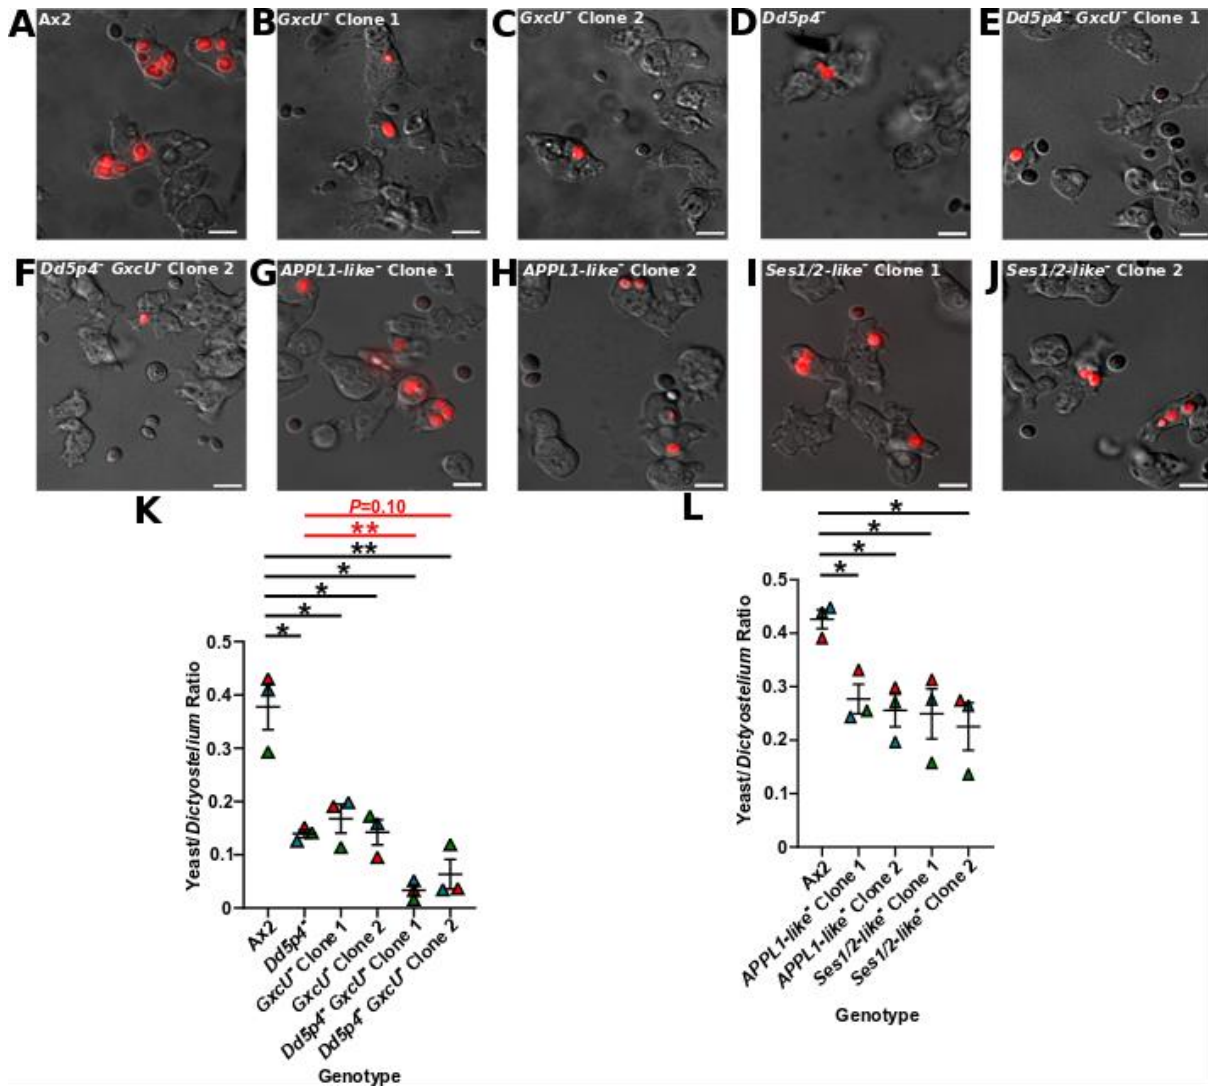 A Ax2
B GxcU⁻ Clone 1
C GxcU⁻ Clone 2
D Dd5p4⁻
E Dd5p4⁻ GxcU⁻ Clone 1
F Dd5p4⁻ GxcU⁻ Clone 2
G APPL1-like⁻ Clone 1
H APPL1-like⁻ Clone 2
I Ses1/2-like⁻ Clone 1
J Ses1/2-like⁻ Clone 2
K
P=0.10
**
**
*
*
*
*
Yeast/Dictyostelium Ratio
0.5
0.4
0.3
0.2
0.1
0
Ax2
Dd5p4⁻
GxcU⁻ Clone 1
GxcU⁻ Clone 2
Dd5p4⁻ GxcU⁻ Clone 1
Dd5p4⁻ GxcU⁻ Clone 2
Genotype
L
*
*
*
*
Yeast/Dictyostelium Ratio
0.5
0.4
0.3
0.2
0.1
0
Ax2
APPL1-like⁻ Clone 1
APPL1-like⁻ Clone 2
Ses1/2-like⁻ Clone 1
Ses1/2-like⁻ Clone 2
Genotype